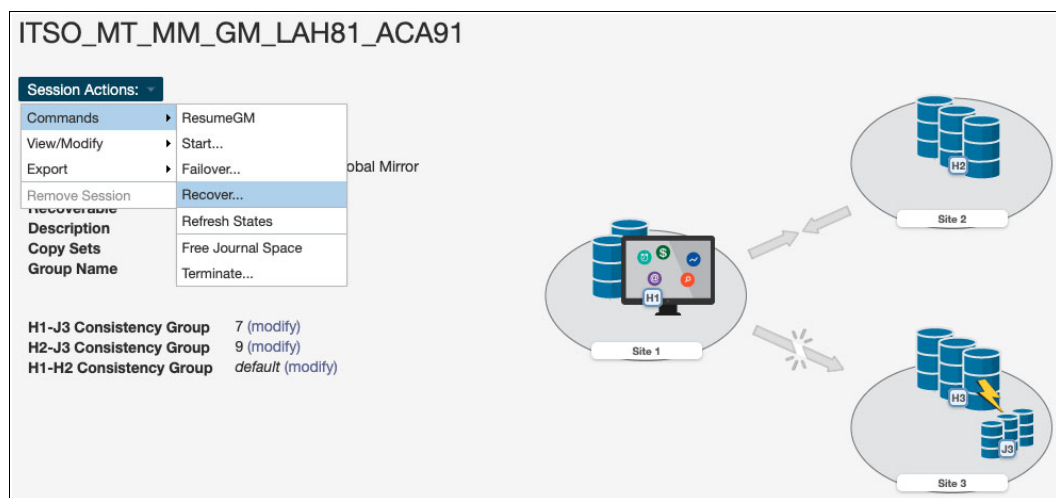 ITSO_MT_MM_GM_LAH81_ACA91
Session Actions:
Commands
View/Modify
Export
Remove Session
ResumeGM
Start...
Failover...
Recover...
Refresh States
Free Journal Space
Terminate...
obal Mirror
Recoverable
Description
Copy Sets
Group Name
H1-J3 Consistency Group 7 (modify)
H2-J3 Consistency Group 9 (modify)
H1-H2 Consistency Group default (modify)
H2
Site 2
$
@
H1
Site 1
H3
J3
Site 3